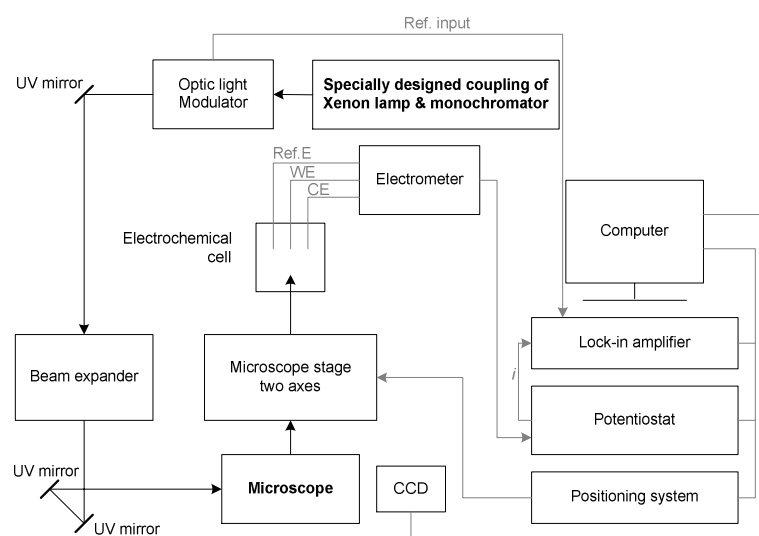 Ref. input
UV mirror
Optic light
Modulator
Specially designed coupling of
Xenon lamp & monochromator
Ref.E
WE
CE
Electrometer
Electrochemical
cell
Computer
Beam expander
Microscope stage
two axes
Lock-in amplifier
i
Potentiostat
UV mirror
Microscope
CCD
Positioning system
UV mirror